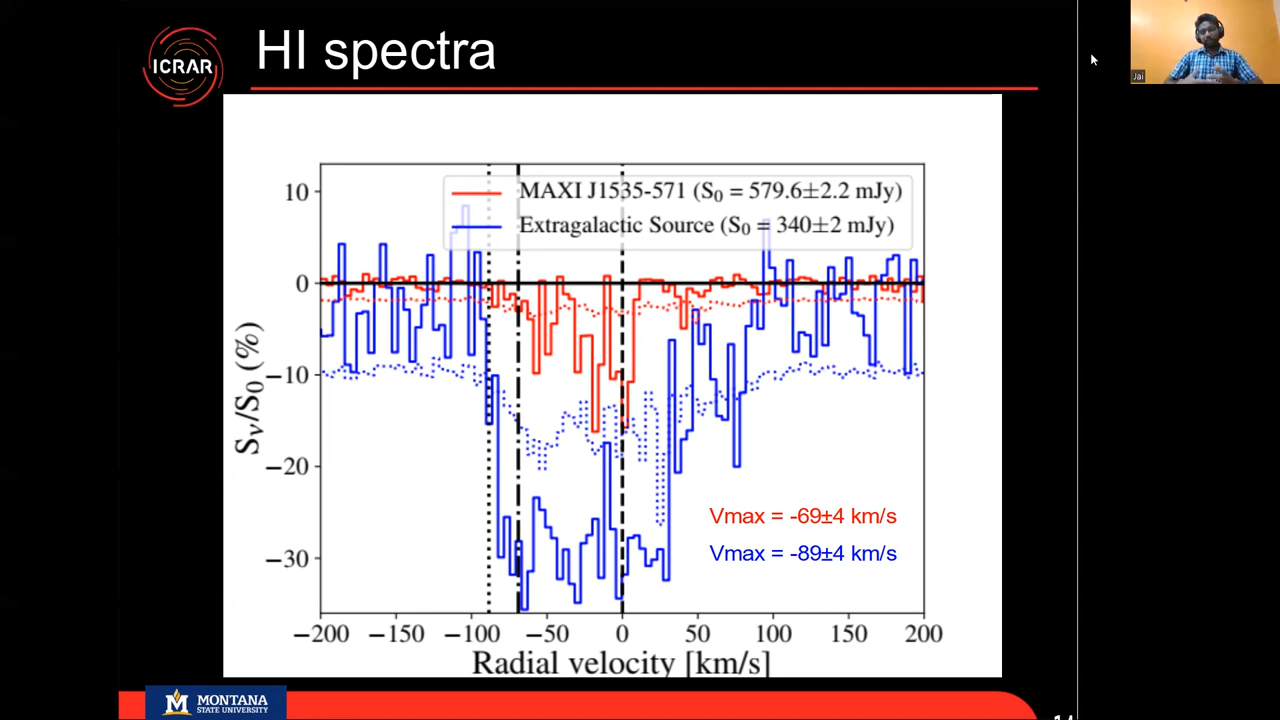 ICRAR
HI spectra
Jai
MAXI J1535-571 (S₀ = 579.6±2.2 mJy)
Extragalactic Source (S₀ = 340±2 mJy)
10
0
−10
−20
−30
Sν/S₀ (%)
Vmax = -69±4 km/s
Vmax = -89±4 km/s
−200 −150 −100 −50 0 50 100 150 200
Radial velocity [km/s]
M MONTANA
STATE UNIVERSITY